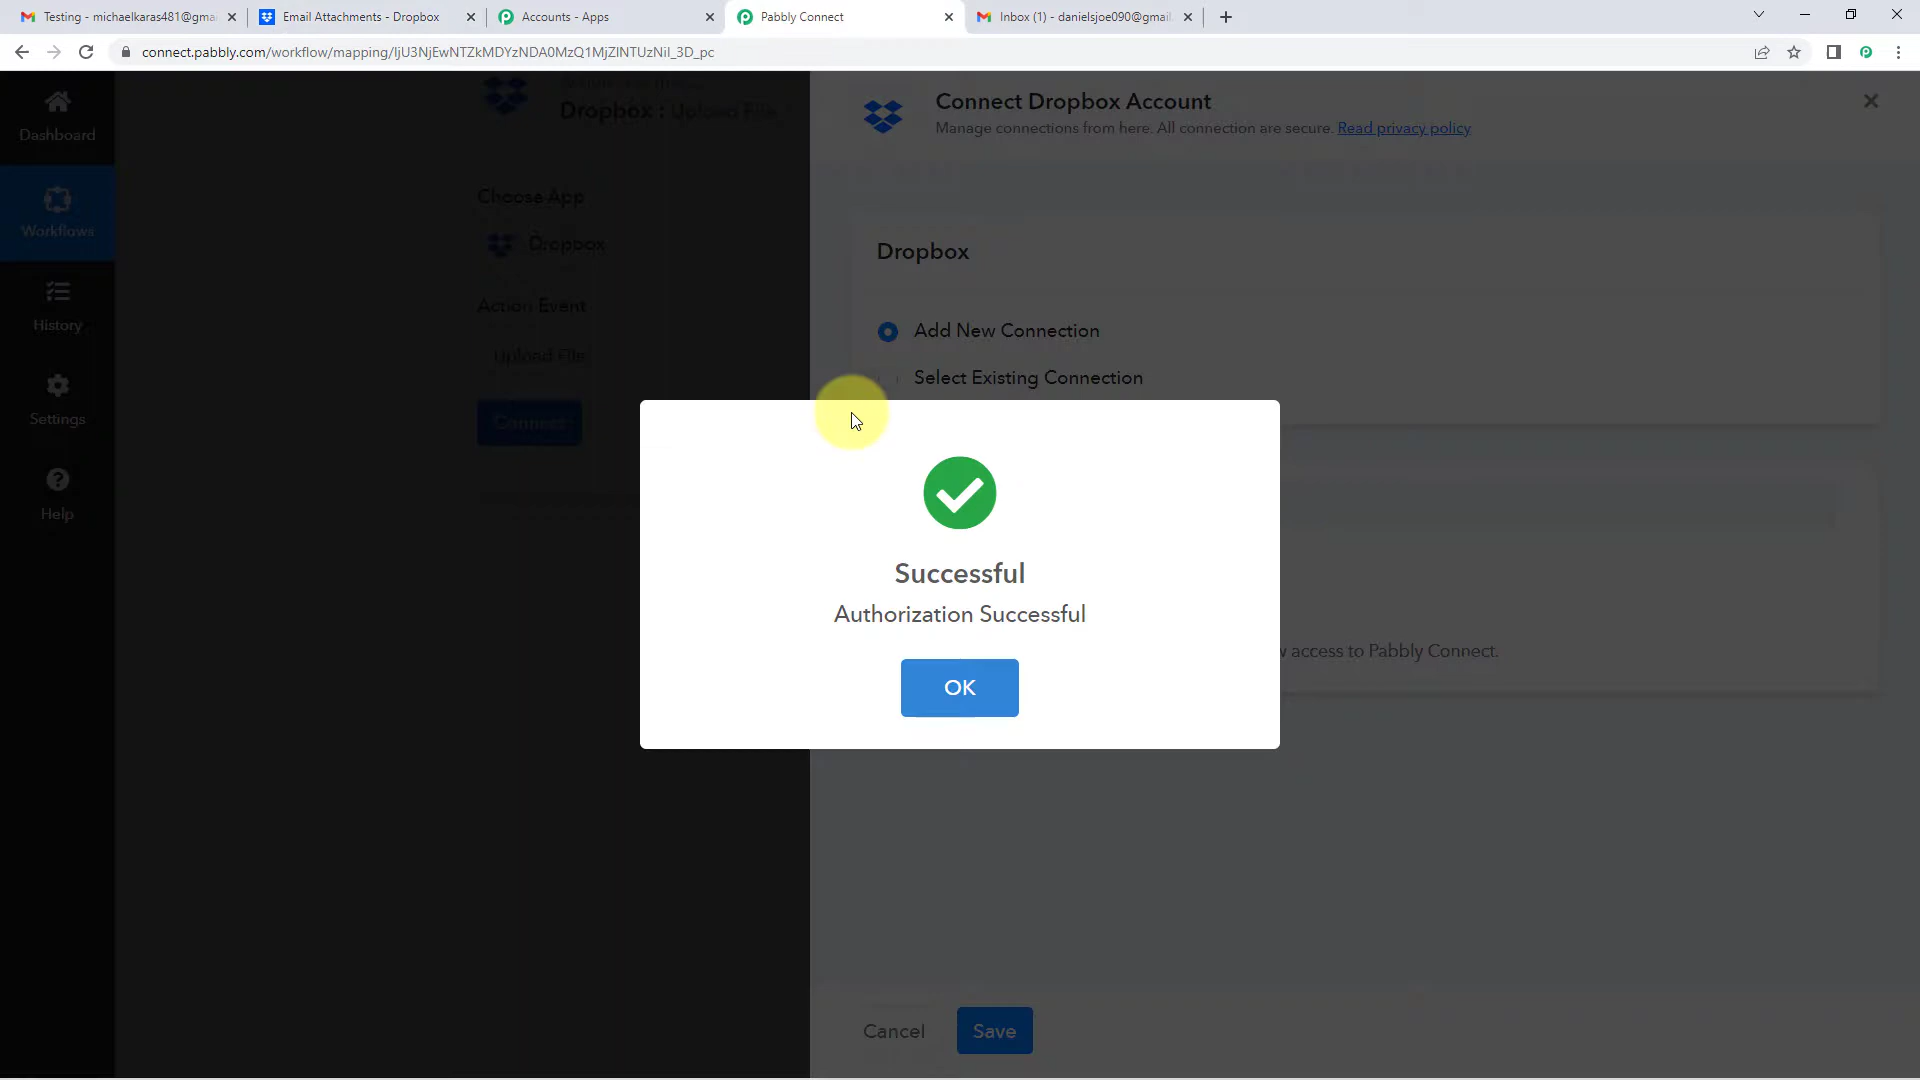 Testing - michaelkaras481@gma
Email Attachments - Dropbox
Accounts - Apps
Pabbly Connect
Inbox (1) - danielsjoe090@gmail.
connect.pabbly.com/workflow/mapping/IjU3NjEwNTZkMDYzNDA0MzQ1MjZlNTUzNiI_3D_pc
Dashboard
Workflows
History
Settings
Help
Dropbox : Upload File
Choose App
Dropbox
Action Event
Upload File
Connect
Connect Dropbox Account
Manage connections from here. All connection are secure. Read privacy policy
Dropbox
Add New Connection
Select Existing Connection
Successful
Authorization Successful
OK
access to Pabbly Connect.
Cancel
Save